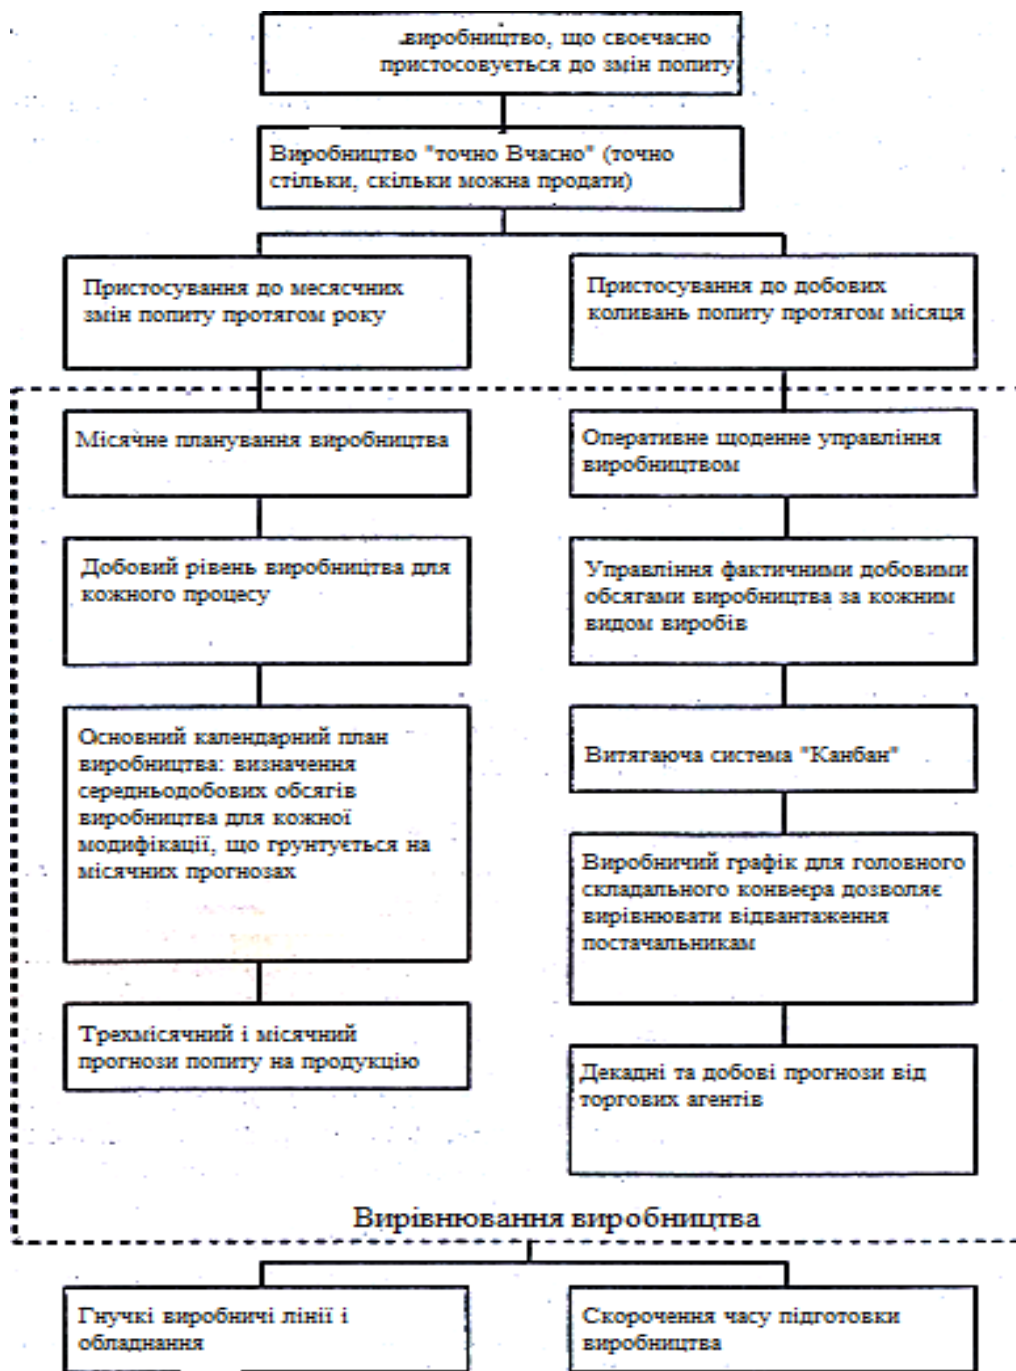 виробництво, що своєчасно
пристосовується до змін попиту
Виробництво "точно Вчасно" (точно
стільки, скільки можна продати)
Пристосування до месясчних
змін попиту протягом року
Пристосування до добових
коливань попиту протягом місяця
Місячне планування виробництва
Оперативне щоденне управління
виробництвом
Добовий рівень виробництва для
кожного процесу
Управління фактичними добовими
обсягами виробництва за кожним
видом виробів
Основний календарний план
виробництва: визначення
середньодобових обсягів
виробництва для кожної
модифікації, що грунтується на
місячних прогнозах
Витягаюча система "Канбан"
Виробничий графік для головного
складального конвеєра дозволяє
вирівнювати відвантаження
постачальникам
Трехмісячний і місячний
прогнози попиту на продукцію
Декадні та добові прогнози від
торгових агентів
Вирівнювання виробництва
Гнучкі виробничі лінії і
обладнання
Скорочення часу підготовки
виробництва